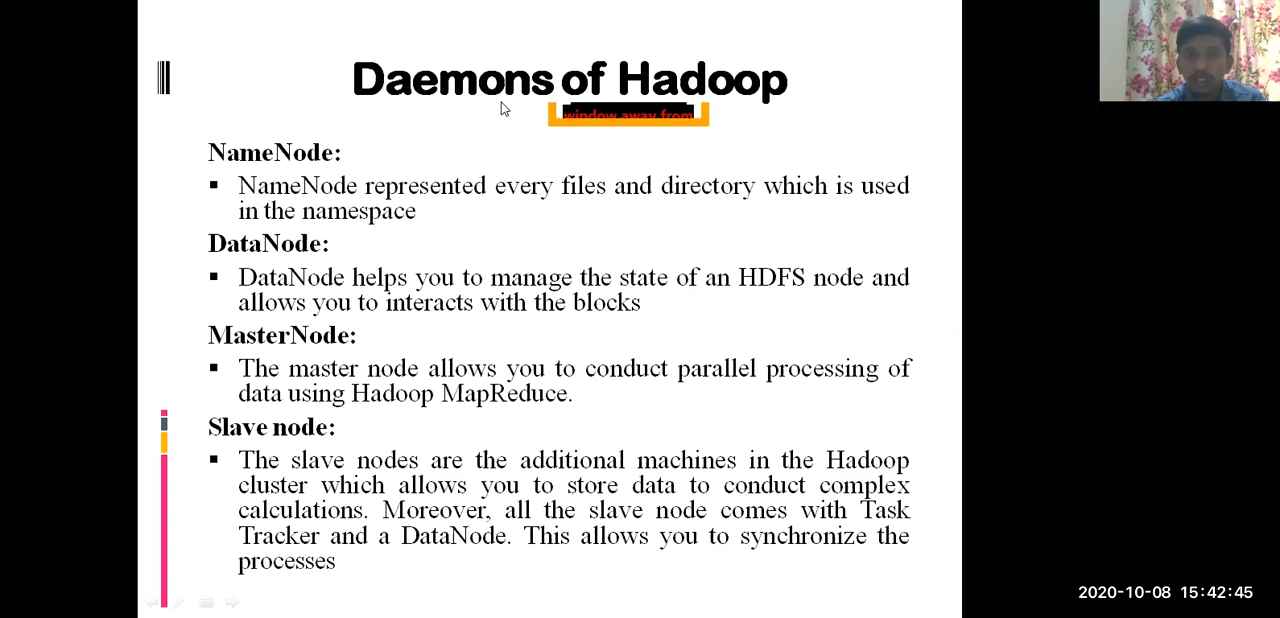 Daemons of Hadoop
window away from
NameNode:
▪ NameNode represented every files and directory which is used
in the namespace
DataNode:
▪ DataNode helps you to manage the state of an HDFS node and
allows you to interacts with the blocks
MasterNode:
▪ The master node allows you to conduct parallel processing of
data using Hadoop MapReduce.
Slave node:
▪ The slave nodes are the additional machines in the Hadoop
cluster which allows you to store data to conduct complex
calculations. Moreover, all the slave node comes with Task
Tracker and a DataNode. This allows you to synchronize the
processes
2020-10-08 15:42:45